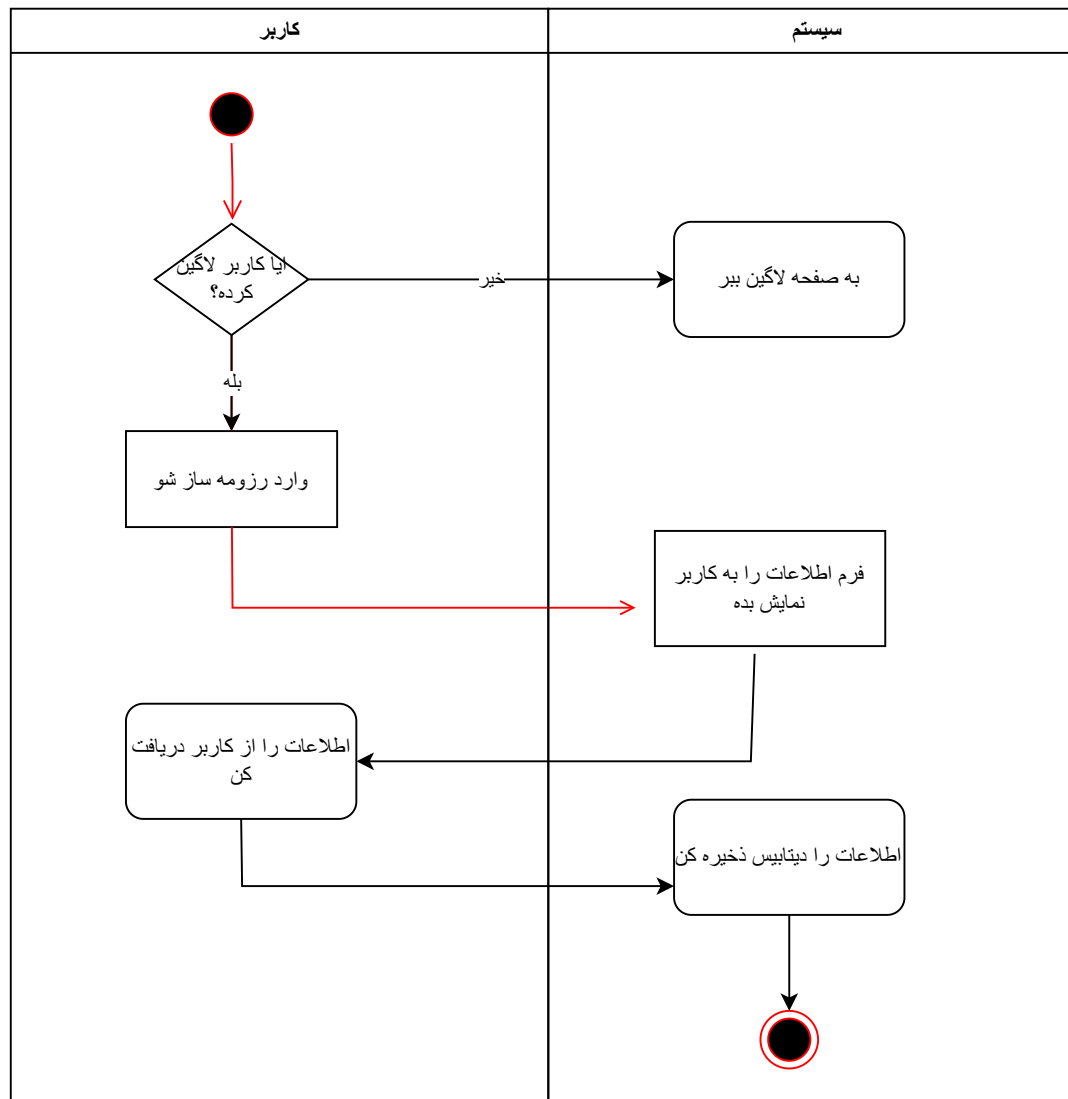 کاربر
سیستم
ایا کاربر لاگین
کرده؟
خیر
به صفحه لاگین ببر
بله
وارد رزومه ساز شو
فرم اطلاعات را به کاربر
نمایش بده
اطلاعات را از کاربر دریافت
کن
اطلاعات را دیتابیس ذخیره کن